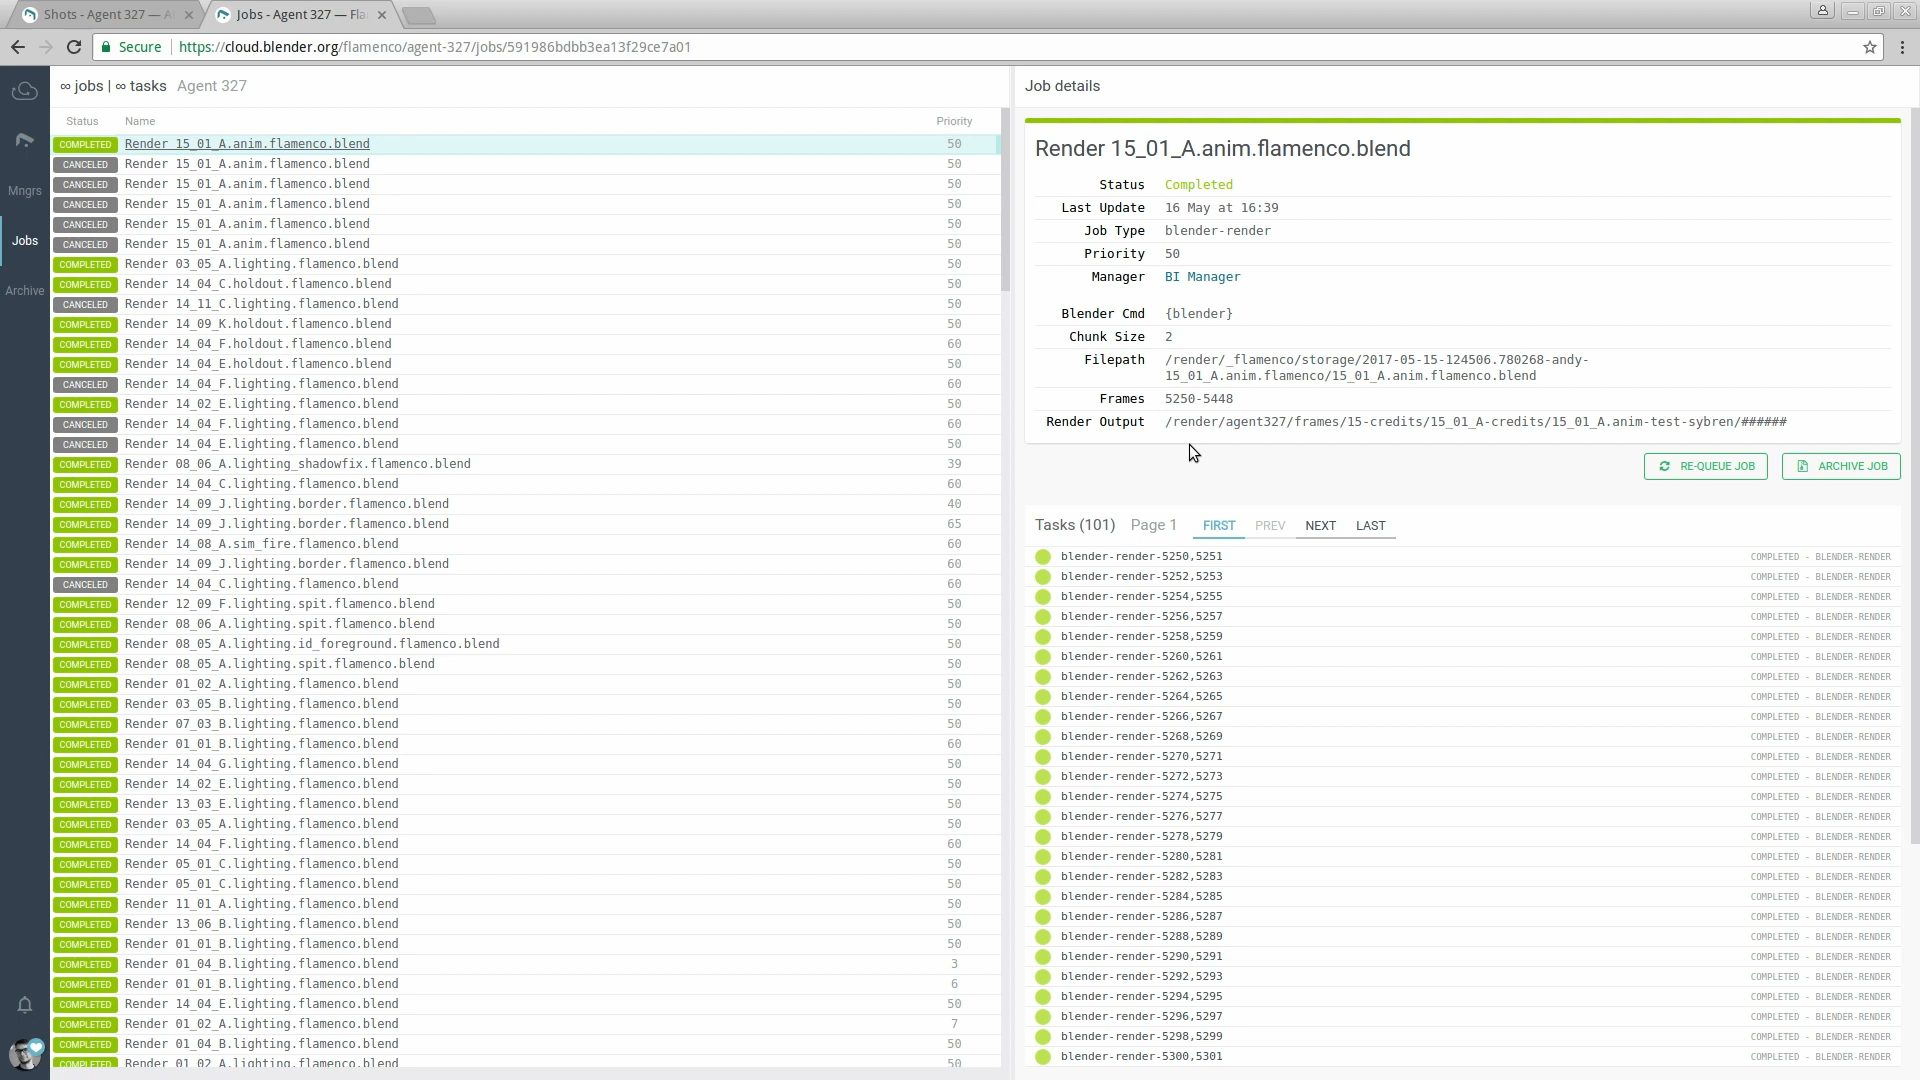 Shots - Agent 327 — A
Jobs - Agent 327 — Fla
Secure
https://cloud.blender.org/flamenco/agent-327/jobs/591986bdbb3ea13f29ce7a01
∞ jobs | ∞ tasks Agent 327
Mngrs
Jobs
Archive
Status Name Priority
COMPLETED Render 15_01_A.anim.flamenco.blend 50
CANCELED Render 15_01_A.anim.flamenco.blend 50
CANCELED Render 15_01_A.anim.flamenco.blend 50
CANCELED Render 15_01_A.anim.flamenco.blend 50
CANCELED Render 15_01_A.anim.flamenco.blend 50
CANCELED Render 15_01_A.anim.flamenco.blend 50
COMPLETED Render 03_05_A.lighting.flamenco.blend 50
COMPLETED Render 14_04_C.holdout.flamenco.blend 50
CANCELED Render 14_11_C.lighting.flamenco.blend 50
COMPLETED Render 14_09_K.holdout.flamenco.blend 50
COMPLETED Render 14_04_F.holdout.flamenco.blend 60
COMPLETED Render 14_04_E.holdout.flamenco.blend 50
CANCELED Render 14_04_F.lighting.flamenco.blend 60
COMPLETED Render 14_02_E.lighting.flamenco.blend 50
CANCELED Render 14_04_F.lighting.flamenco.blend 60
CANCELED Render 14_04_E.lighting.flamenco.blend 50
COMPLETED Render 08_06_A.lighting_shadowfix.flamenco.blend 39
COMPLETED Render 14_04_C.lighting.flamenco.blend 60
COMPLETED Render 14_09_J.lighting.border.flamenco.blend 40
COMPLETED Render 14_09_J.lighting.border.flamenco.blend 65
COMPLETED Render 14_08_A.sim_fire.flamenco.blend 60
COMPLETED Render 14_09_J.lighting.border.flamenco.blend 60
CANCELED Render 14_04_C.lighting.flamenco.blend 60
COMPLETED Render 12_09_F.lighting.spit.flamenco.blend 50
COMPLETED Render 08_06_A.lighting.spit.flamenco.blend 50
COMPLETED Render 08_05_A.lighting.id_foreground.flamenco.blend 50
COMPLETED Render 08_05_A.lighting.spit.flamenco.blend 50
COMPLETED Render 01_02_A.lighting.flamenco.blend 50
COMPLETED Render 03_05_B.lighting.flamenco.blend 50
COMPLETED Render 07_03_B.lighting.flamenco.blend 50
COMPLETED Render 01_01_B.lighting.flamenco.blend 60
COMPLETED Render 14_04_G.lighting.flamenco.blend 50
COMPLETED Render 14_02_E.lighting.flamenco.blend 50
COMPLETED Render 13_03_E.lighting.flamenco.blend 50
COMPLETED Render 03_05_A.lighting.flamenco.blend 50
COMPLETED Render 14_04_F.lighting.flamenco.blend 60
COMPLETED Render 05_01_C.lighting.flamenco.blend 50
COMPLETED Render 05_01_C.lighting.flamenco.blend 50
COMPLETED Render 11_01_A.lighting.flamenco.blend 50
COMPLETED Render 13_06_B.lighting.flamenco.blend 50
COMPLETED Render 01_01_B.lighting.flamenco.blend 50
COMPLETED Render 01_04_B.lighting.flamenco.blend 3
COMPLETED Render 01_01_B.lighting.flamenco.blend 6
COMPLETED Render 14_04_E.lighting.flamenco.blend 50
COMPLETED Render 01_02_A.lighting.flamenco.blend 7
COMPLETED Render 01_04_B.lighting.flamenco.blend 50
COMPLETED Render 01_02_A.lighting.flamenco.blend 50
Job details
Render 15_01_A.anim.flamenco.blend
Status Completed
Last Update 16 May at 16:39
Job Type blender-render
Priority 50
Manager BI Manager
Blender Cmd {blender}
Chunk Size 2
Filepath /render/_flamenco/storage/2017-05-15-124506.780268-andy-
15_01_A.anim.flamenco/15_01_A.anim.flamenco.blend
Frames 5250-5448
Render Output /render/agent327/frames/15-credits/15_01_A-credits/15_01_A.anim-test-sybren/######
RE-QUEUE JOB ARCHIVE JOB
Tasks (101) Page 1 FIRST PREV NEXT LAST
blender-render-5250,5251 COMPLETED - BLENDER-RENDER
blender-render-5252,5253 COMPLETED - BLENDER-RENDER
blender-render-5254,5255 COMPLETED - BLENDER-RENDER
blender-render-5256,5257 COMPLETED - BLENDER-RENDER
blender-render-5258,5259 COMPLETED - BLENDER-RENDER
blender-render-5260,5261 COMPLETED - BLENDER-RENDER
blender-render-5262,5263 COMPLETED - BLENDER-RENDER
blender-render-5264,5265 COMPLETED - BLENDER-RENDER
blender-render-5266,5267 COMPLETED - BLENDER-RENDER
blender-render-5268,5269 COMPLETED - BLENDER-RENDER
blender-render-5270,5271 COMPLETED - BLENDER-RENDER
blender-render-5272,5273 COMPLETED - BLENDER-RENDER
blender-render-5274,5275 COMPLETED - BLENDER-RENDER
blender-render-5276,5277 COMPLETED - BLENDER-RENDER
blender-render-5278,5279 COMPLETED - BLENDER-RENDER
blender-render-5280,5281 COMPLETED - BLENDER-RENDER
blender-render-5282,5283 COMPLETED - BLENDER-RENDER
blender-render-5284,5285 COMPLETED - BLENDER-RENDER
blender-render-5286,5287 COMPLETED - BLENDER-RENDER
blender-render-5288,5289 COMPLETED - BLENDER-RENDER
blender-render-5290,5291 COMPLETED - BLENDER-RENDER
blender-render-5292,5293 COMPLETED - BLENDER-RENDER
blender-render-5294,5295 COMPLETED - BLENDER-RENDER
blender-render-5296,5297 COMPLETED - BLENDER-RENDER
blender-render-5298,5299 COMPLETED - BLENDER-RENDER
blender-render-5300,5301 COMPLETED - BLENDER-RENDER